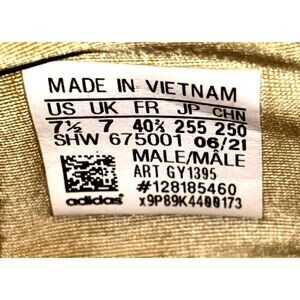 MADE IN VIETNAM
US UK FR JP CHN
7½ 7 40⅔ 255 250
SHW 675001 06/21
MALE/MÂLE
ART GY1395
#128185460
adidas x9P89K4400173